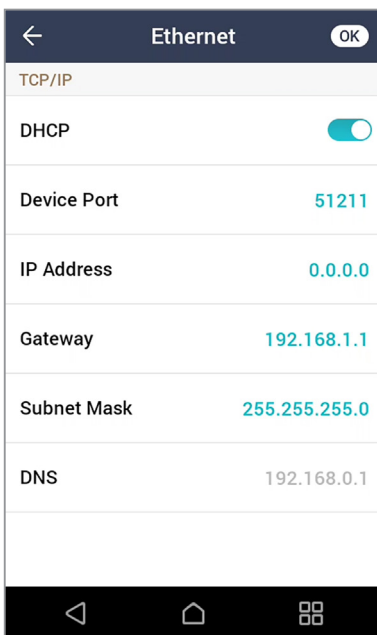 Ethernet OK
TCP/IP
DHCP
Device Port 51211
IP Address 0.0.0.0
Gateway 192.168.1.1
Subnet Mask 255.255.255.0
DNS 192.168.0.1